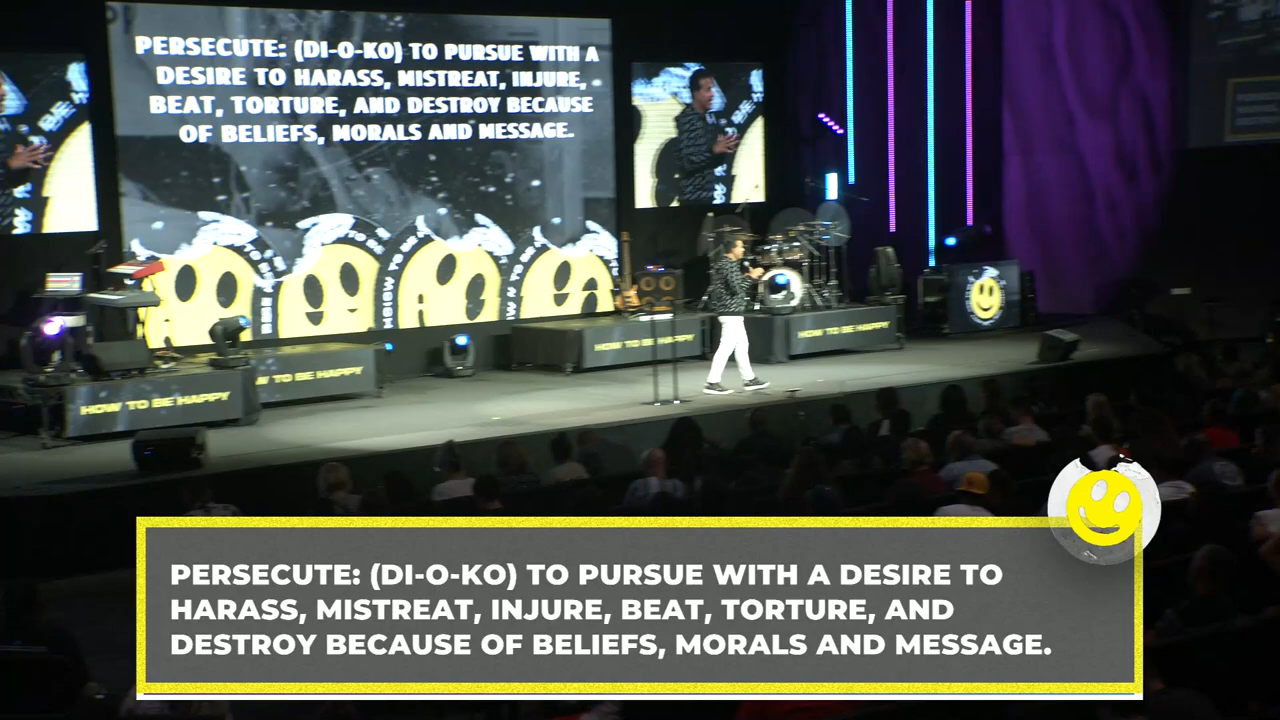 PERSECUTE: (DI-O-KO) TO PURSUE WITH A
DESIRE TO HARASS, MISTREAT, INJURE,
BEAT, TORTURE, AND DESTROY BECAUSE
OF BELIEFS, MORALS AND MESSAGE.
HOW TO BE HAPPY
W TO BE HAPPY
HOW TO BE HAPPY
HOW TO BE HAPPY
PERSECUTE: (DI-O-KO) TO PURSUE WITH A DESIRE TO
HARASS, MISTREAT, INJURE, BEAT, TORTURE, AND
DESTROY BECAUSE OF BELIEFS, MORALS AND MESSAGE.